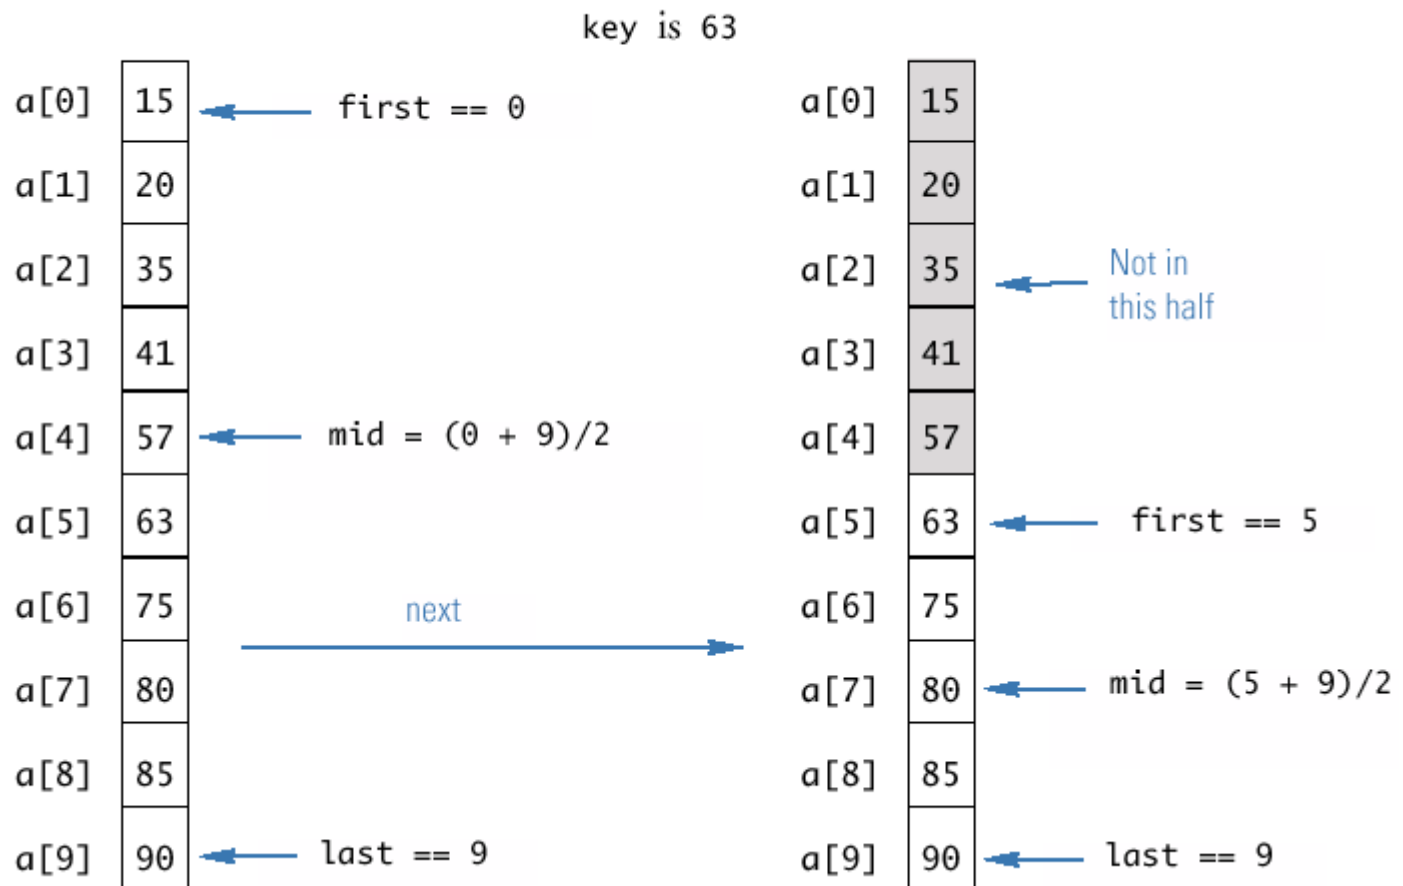 key is 63
a[0] 15 first == 0
a[1] 20
a[2] 35
a[3] 41
a[4] 57 mid = (0 + 9)/2
a[5] 63
a[6] 75
a[7] 80
a[8] 85
a[9] 90 last == 9
next
a[0] 15
a[1] 20
a[2] 35
Not in
this half
a[3] 41
a[4] 57
a[5] 63 first == 5
a[6] 75
a[7] 80 mid = (5 + 9)/2
a[8] 85
a[9] 90 last == 9